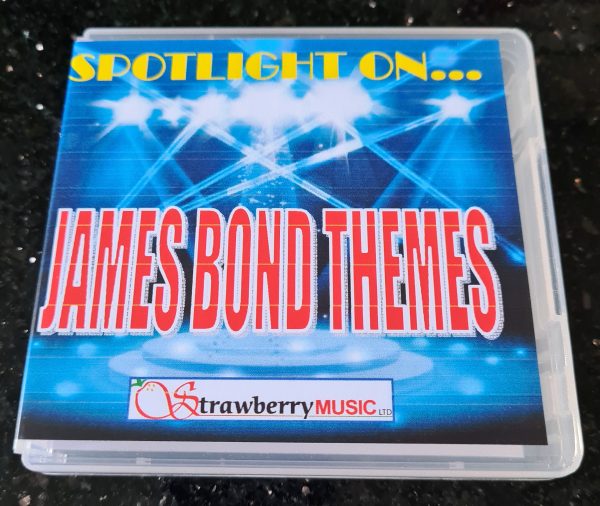 SPOTLIGHT ON...
JAMES BOND THEMES
Strawberry MUSIC LTD